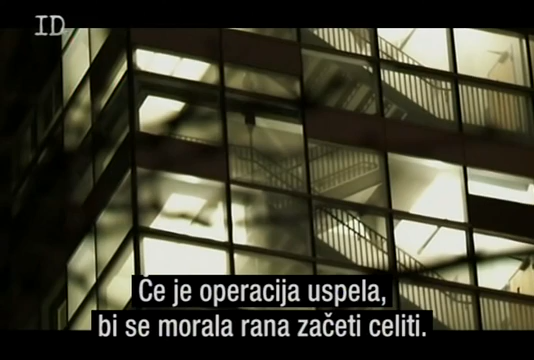 ID
Če je operacija uspela,
bi se morala rana začeti celiti.